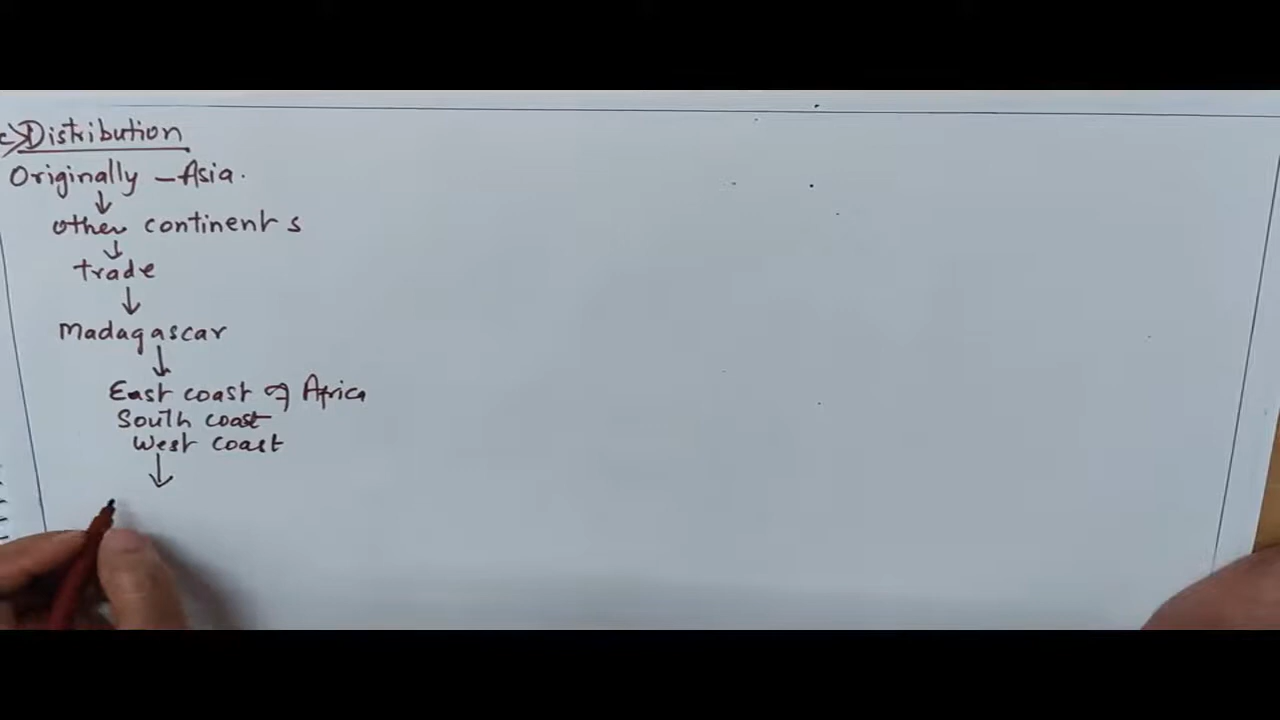 c) Distribution
Originally - Asia.
↓
other continents
↓
trade
↓
Madagascar
↓
East coast of Africa
South coast
West coast
↓